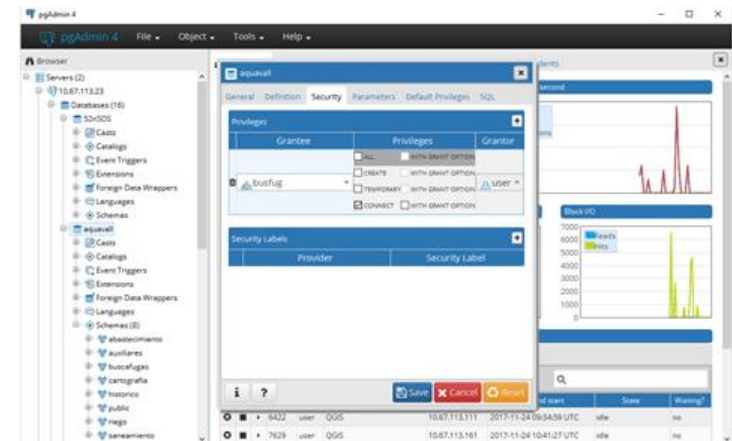 pgAdmin 4
pgAdmin 4 File Object Tools Help
Browser
Servers (2)
10.67.113.23
Databases (16)
52nSOS
Casts
Catalogs
Event Triggers
Extensions
Foreign Data Wrappers
Languages
Schemas
aquavall
Casts
Catalogs
Event Triggers
Extensions
Foreign Data Wrappers
Languages
Schemas (8)
abastecimiento
auxiliares
buscafugas
cartografia
historico
public
riego
saneamiento
aquavall
General Definition Security Parameters Default Privileges SQL
Privileges
Grantee Privileges Grantor
ALL WITH GRANT OPTION
CREATE WITH GRANT OPTION
busfug TEMPORARY WITH GRANT OPTION user
CONNECT WITH GRANT OPTION
Security Labels
Provider Security Label
i ? Save Cancel Reset
Block I/O
7000
6000
5000
4000
3000
2000
1000
0
Reads
Hits
start State Waiting?
6422 user QGIS 10.67.113.111 2017-11-24 09:34:59 UTC idle no
7629 user QGIS 10.67.113.161 2017-11-24 10:41:27 UTC idle no